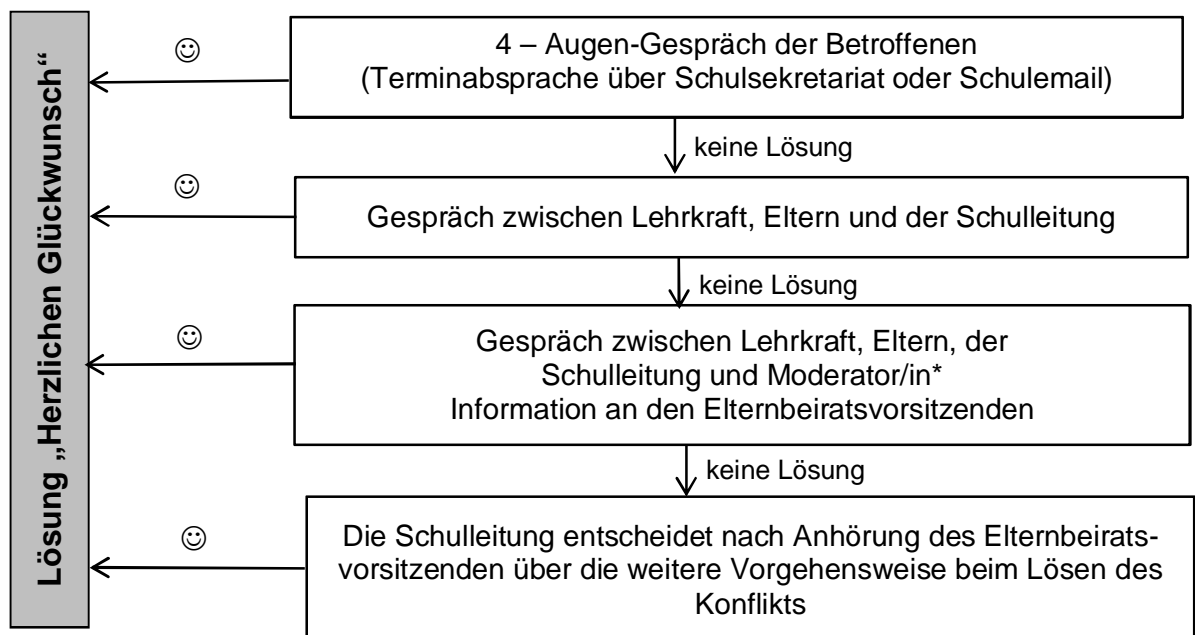 Lösung „Herzlichen Glückwunsch“
☺
4 – Augen-Gespräch der Betroffenen
(Terminabsprache über Schulsekretariat oder Schulemail)
keine Lösung
☺
Gespräch zwischen Lehrkraft, Eltern und der Schulleitung
keine Lösung
☺
Gespräch zwischen Lehrkraft, Eltern, der
Schulleitung und Moderator/in*
Information an den Elternbeiratsvorsitzenden
keine Lösung
☺
Die Schulleitung entscheidet nach Anhörung des Elternbeirats-
vorsitzenden über die weitere Vorgehensweise beim Lösen des
Konflikts